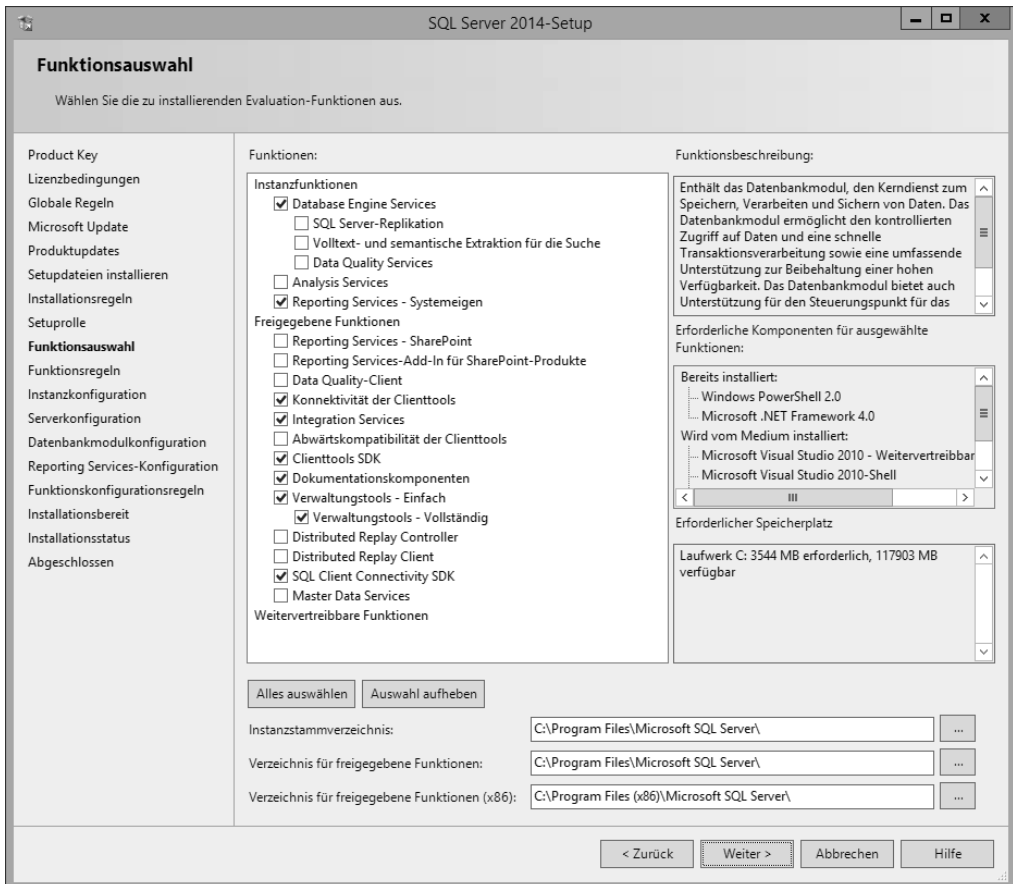 SQL Server 2014-Setup
Funktionsauswahl
Wählen Sie die zu installierenden Evaluation-Funktionen aus.
Product Key
Lizenzbedingungen
Globale Regeln
Microsoft Update
Produktupdates
Setupdateien installieren
Installationsregeln
Setuprolle
Funktionsauswahl
Funktionsregeln
Instanzkonfiguration
Serverkonfiguration
Datenbankmodulkonfiguration
Reporting Services-Konfiguration
Funktionskonfigurationsregeln
Installationsbereit
Installationsstatus
Abgeschlossen
Funktionen:
Instanzfunktionen
Database Engine Services
SQL Server-Replikation
Volltext- und semantische Extraktion für die Suche
Data Quality Services
Analysis Services
Reporting Services - Systemeigen
Freigegebene Funktionen
Reporting Services - SharePoint
Reporting Services-Add-In für SharePoint-Produkte
Data Quality-Client
Konnektivität der Clienttools
Integration Services
Abwärtskompatibilität der Clienttools
Clienttools SDK
Dokumentationskomponenten
Verwaltungstools - Einfach
Verwaltungstools - Vollständig
Distributed Replay Controller
Distributed Replay Client
SQL Client Connectivity SDK
Master Data Services
Weitervertreibbare Funktionen
Funktionsbeschreibung:
Enthält das Datenbankmodul, den Kerndienst zum
Speichern, Verarbeiten und Sichern von Daten. Das
Datenbankmodul ermöglicht den kontrollierten
Zugriff auf Daten und eine schnelle
Transaktionsverarbeitung sowie eine umfassende
Unterstützung zur Beibehaltung einer hohen
Verfügbarkeit. Das Datenbankmodul bietet auch
Unterstützung für den Steuerungspunkt für das
Erforderliche Komponenten für ausgewählte
Funktionen:
Bereits installiert:
Windows PowerShell 2.0
Microsoft .NET Framework 4.0
Wird vom Medium installiert:
Microsoft Visual Studio 2010 - Weitervertreibbar
Microsoft Visual Studio 2010-Shell
Erforderlicher Speicherplatz
Laufwerk C: 3544 MB erforderlich, 117903 MB
verfügbar
Alles auswählen Auswahl aufheben
Instanzstammverzeichnis: C:\Program Files\Microsoft SQL Server\ ...
Verzeichnis für freigegebene Funktionen: C:\Program Files\Microsoft SQL Server\ ...
Verzeichnis für freigegebene Funktionen (x86): C:\Program Files (x86)\Microsoft SQL Server\ ...
< Zurück Weiter > Abbrechen Hilfe